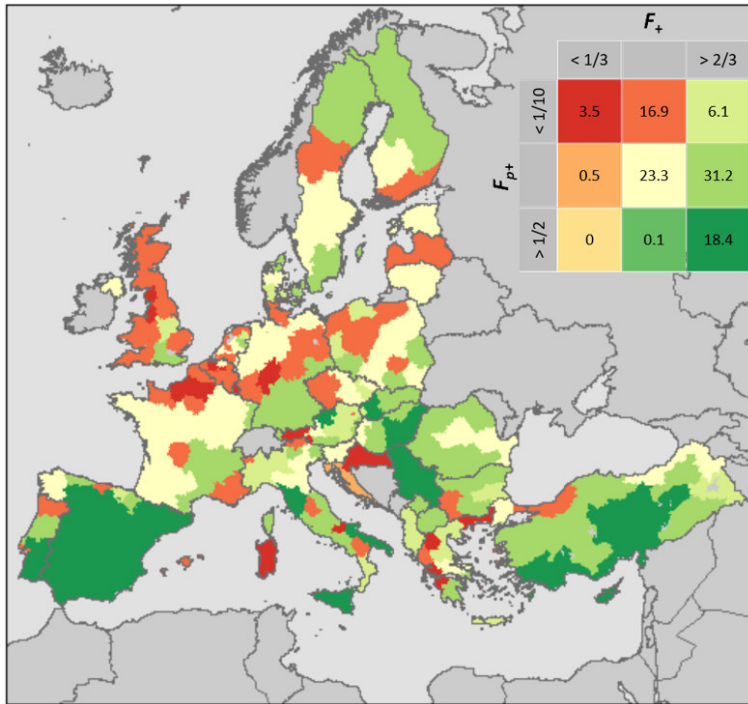 F+
< 1/3 > 2/3
< 1/10 3.5 16.9 6.1
Fp+ 0.5 23.3 31.2
> 1/2 0 0.1 18.4